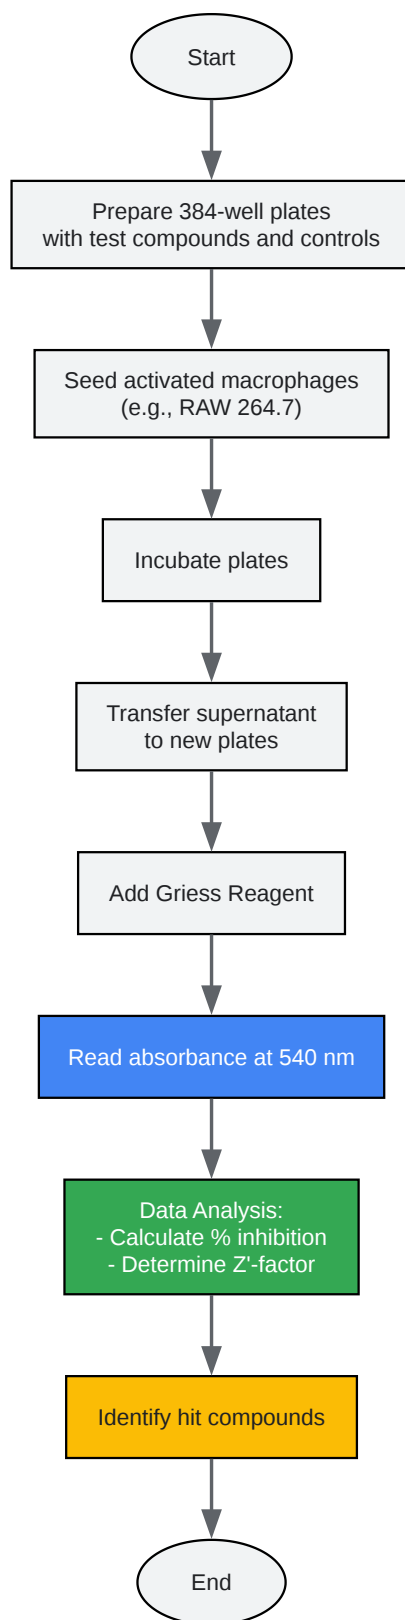 Start
Prepare 384-well plates
with test compounds and controls
Seed activated macrophages
(e.g., RAW 264.7)
Incubate plates
Transfer supernatant
to new plates
Add Griess Reagent
Read absorbance at 540 nm
Data Analysis:
- Calculate % inhibition
- Determine Z'-factor
Identify hit compounds
End